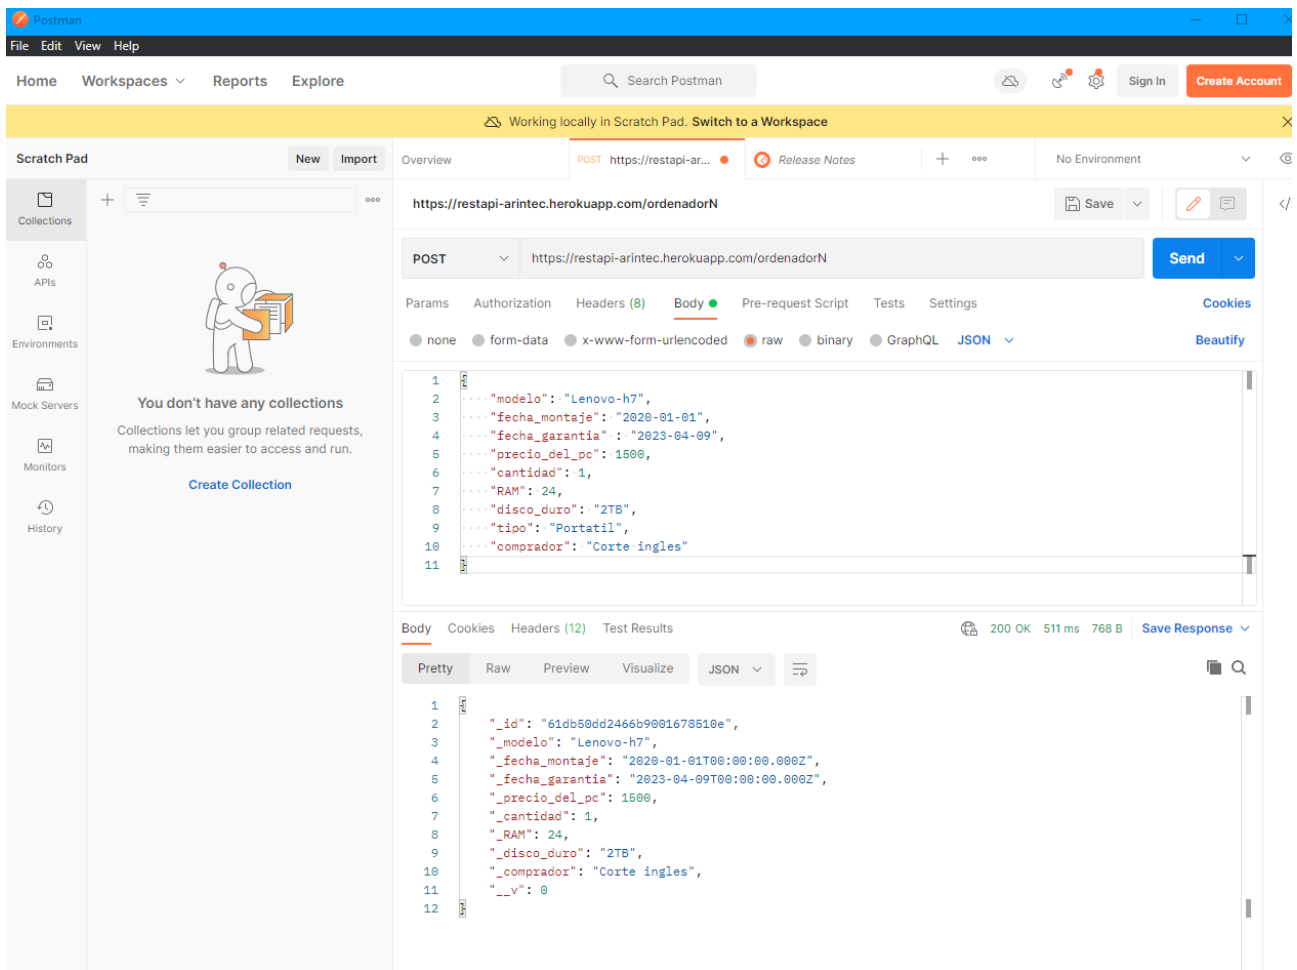 Postman
File Edit View Help
Home Workspaces Reports Explore Search Postman Sign In Create Account
Working locally in Scratch Pad. Switch to a Workspace
Scratch Pad New Import
Overview POST https://restapi-ar... Release Notes No Environment
Collections
APIs
Environments
Mock Servers
Monitors
History
You don't have any collections
Collections let you group related requests,
making them easier to access and run.
Create Collection
https://restapi-arintec.herokuapp.com/ordenadorN Save
POST https://restapi-arintec.herokuapp.com/ordenadorN Send
Params Authorization Headers (8) Body Pre-request Script Tests Settings Cookies
none form-data x-www-form-urlencoded raw binary GraphQL JSON Beautify
1 {
2 "modelo": "Lenovo-h7",
3 "fecha_montaje": "2020-01-01",
4 "fecha_garantia" : "2023-04-09",
5 "precio_del_pc": 1500,
6 "cantidad": 1,
7 "RAM": 24,
8 "disco_duro": "2TB",
9 "tipo": "Portatil",
10 "comprador": "Corte ingles"
11 }
Body Cookies Headers (12) Test Results 200 OK 511 ms 768 B Save Response
Pretty Raw Preview Visualize JSON
1 {
2 "_id": "61db50dd2466b9001678510e",
3 "_modelo": "Lenovo-h7",
4 "_fecha_montaje": "2020-01-01T00:00:00.000Z",
5 "_fecha_garantia": "2023-04-09T00:00:00.000Z",
6 "_precio_del_pc": 1500,
7 "_cantidad": 1,
8 "_RAM": 24,
9 "_disco_duro": "2TB",
10 "_comprador": "Corte ingles",
11 "__v": 0
12 }